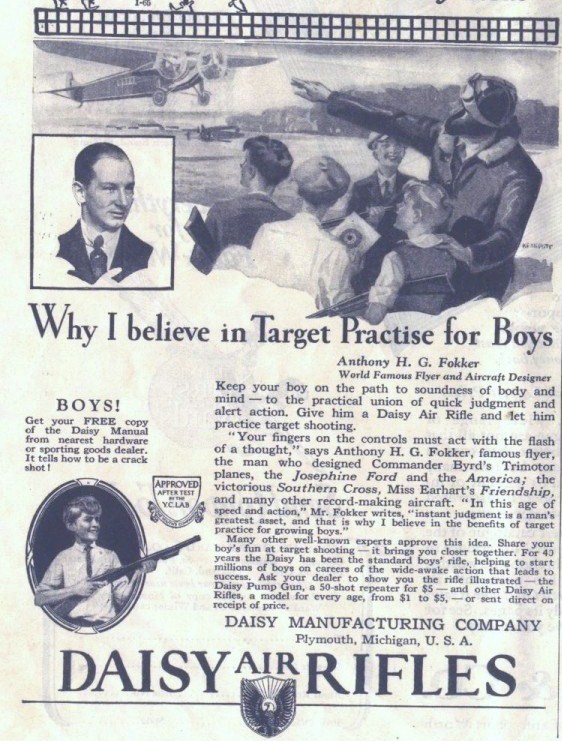 1-65
Why I believe in Target Practise for Boys
Anthony H. G. Fokker
World Famous Flyer and Aircraft Designer
Keep your boy on the path to soundness of body and
mind — to the practical union of quick judgment and
alert action. Give him a Daisy Air Rifle and let him
practice target shooting.
"Your fingers on the controls must act with the flash
of a thought," says Anthony H. G. Fokker, famous flyer,
the man who designed Commander Byrd's Trimotor
planes, the Josephine Ford and the America; the
victorious Southern Cross, Miss Earhart's Friendship,
and many other record-making aircraft. "In this age of
speed and action," Mr. Fokker writes, "instant judgment is a man's
greatest asset, and that is why I believe in the benefits of target
practice for growing boys."
Many other well-known experts approve this idea. Share your
boy's fun at target shooting — it brings you closer together. For 40
years the Daisy has been the standard boys' rifle, helping to start
millions of boys on careers of the wide-awake action that leads to
success. Ask your dealer to show you the rifle illustrated — the
Daisy Pump Gun, a 50-shot repeater for $5 — and other Daisy Air
Rifles, a model for every age, from $1 to $5, — or sent direct on
receipt of price.
BOYS!
Get your FREE copy
of the Daisy Manual
from nearest hardware
or sporting goods dealer.
It tells how to be a crack
shot!
APPROVED
AFTER TEST
BY THE
Y.C. LAB
DAISY MANUFACTURING COMPANY
Plymouth, Michigan, U. S. A.
DAISY AIR RIFLES